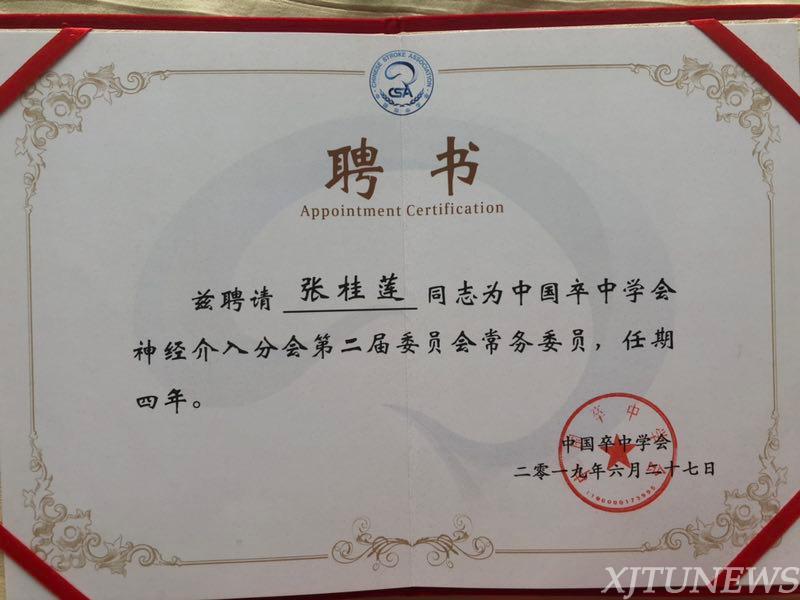 CHINESE STROKE ASSOCIATION
CSA
聘书
Appointment Certification
兹聘请 张桂莲 同志为中国卒中学会
神经介入分会第二届委员会常务委员，任期
四年。
中国卒中学会
二零一九年六月二十七日
1100000173995
XJTUNEWS